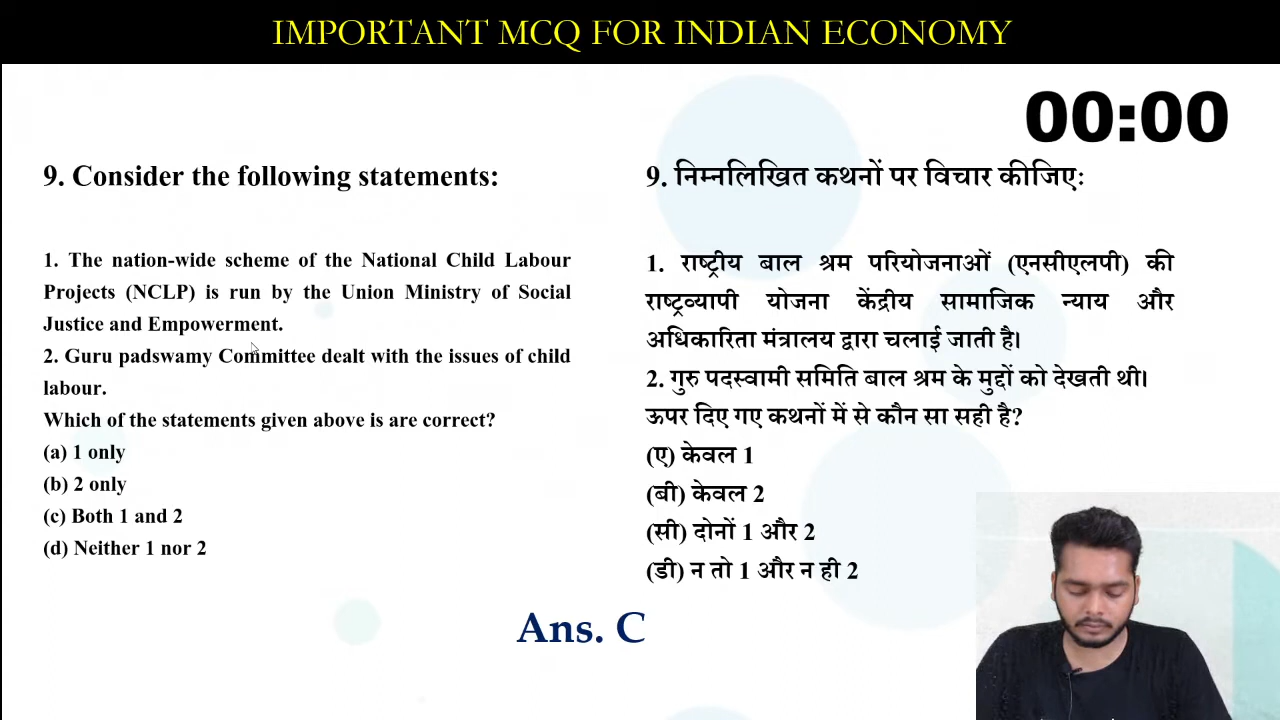 IMPORTANT MCQ FOR INDIAN ECONOMY
00:00
9. Consider the following statements:
1. The nation-wide scheme of the National Child Labour
Projects (NCLP) is run by the Union Ministry of Social
Justice and Empowerment.
2. Guru padswamy Committee dealt with the issues of child
labour.
Which of the statements given above is are correct?
(a) 1 only
(b) 2 only
(c) Both 1 and 2
(d) Neither 1 nor 2
9. निम्नलिखित कथनों पर विचार कीजिए:
1. राष्ट्रीय बाल श्रम परियोजनाओं (एनसीएलपी) की
राष्ट्रव्यापी योजना केंद्रीय सामाजिक न्याय और
अधिकारिता मंत्रालय द्वारा चलाई जाती है।
2. गुरु पदस्वामी समिति बाल श्रम के मुद्दों को देखती थी।
ऊपर दिए गए कथनों में से कौन सा सही है?
(ए) केवल 1
(बी) केवल 2
(सी) दोनों 1 और 2
(डी) न तो 1 और न ही 2
Ans. C